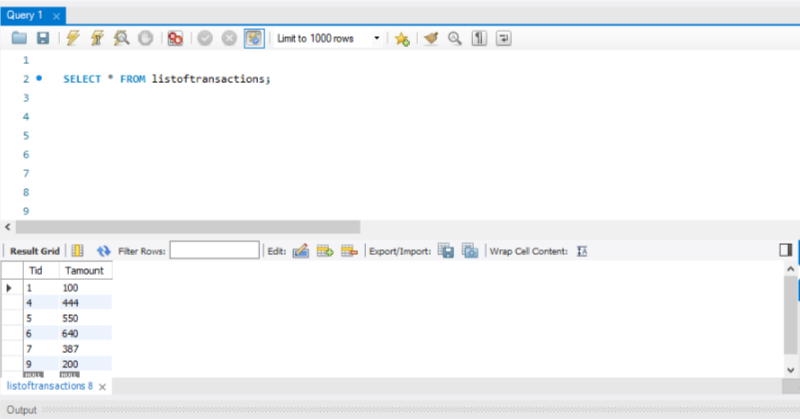 Query 1
Limit to 1000 rows
1
2 SELECT * FROM listoftransactions;
3
4
5
6
7
8
9
Result Grid Filter Rows: Edit: Export/Import: Wrap Cell Content:
Tid Tamount
1 100
4 444
5 550
6 640
7 387
9 200
NULL NULL
listoftransactions 8
Output